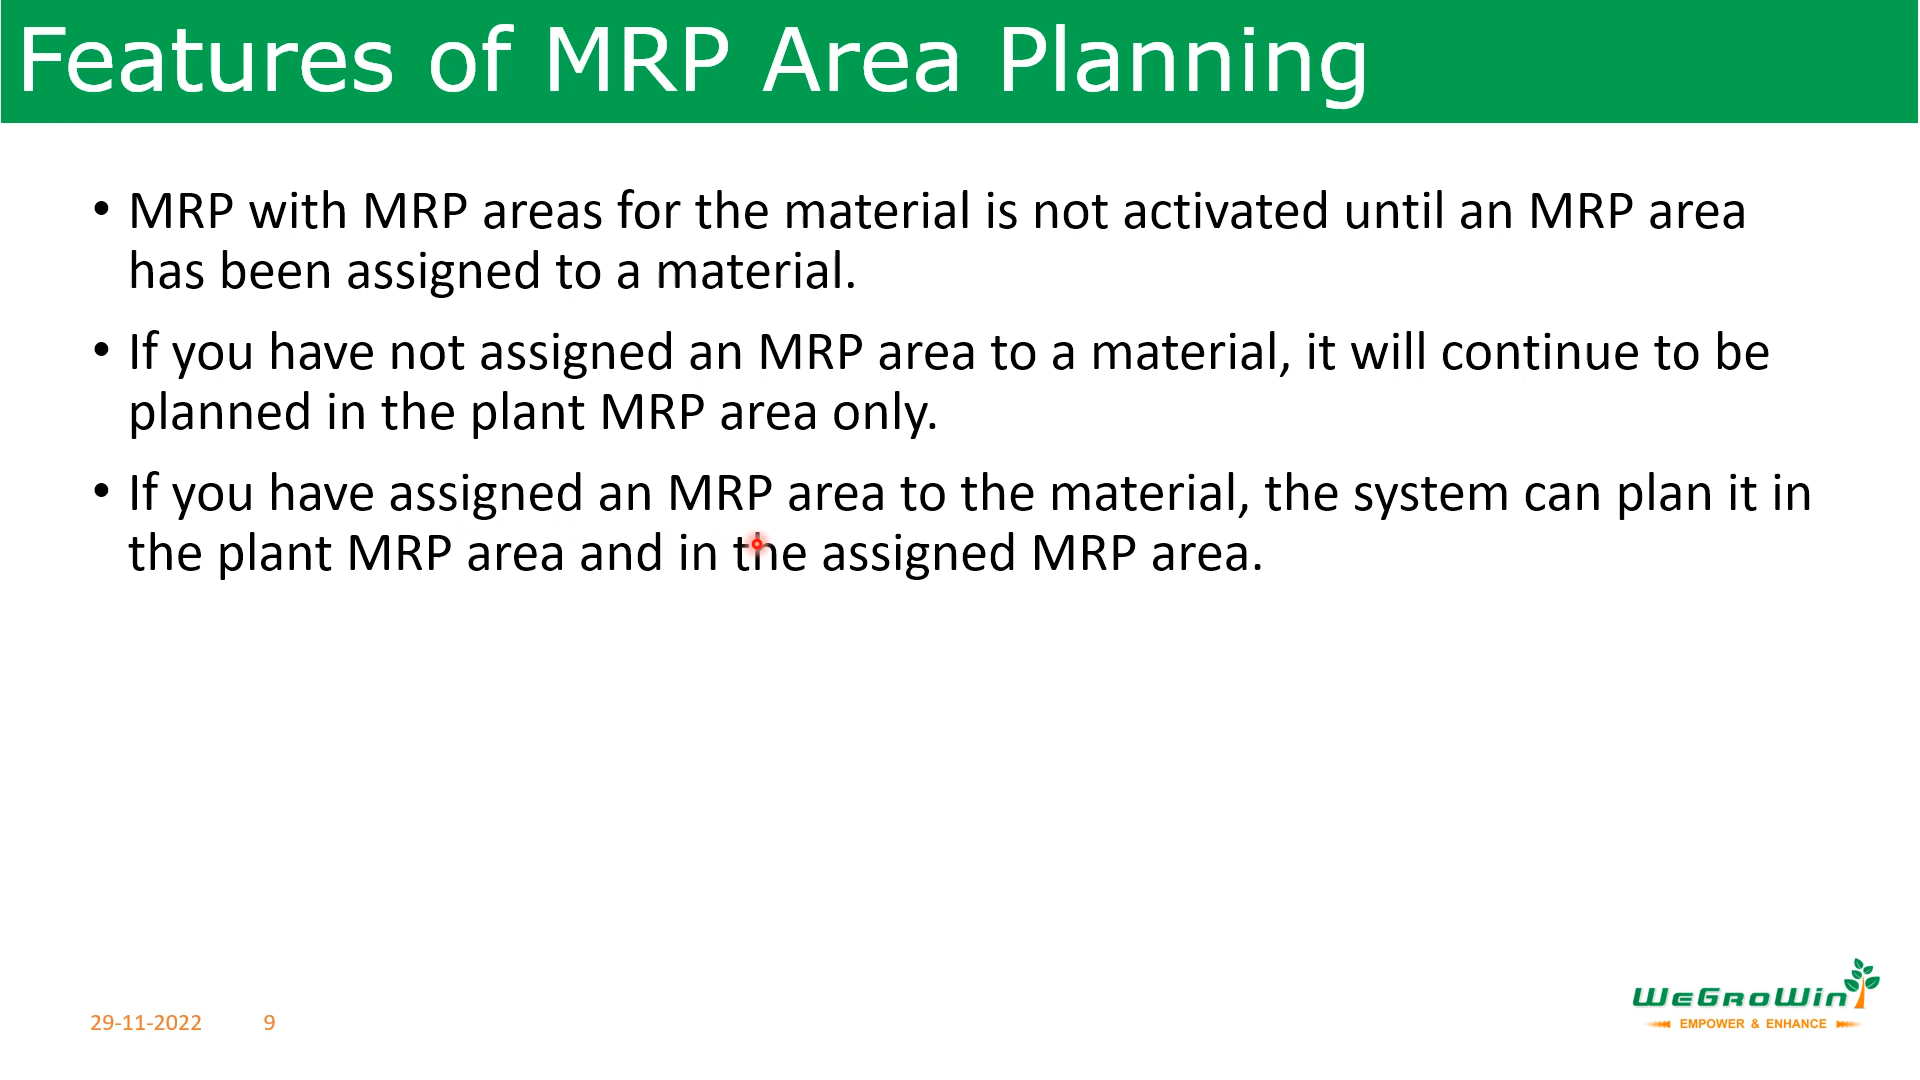 Features of MRP Area Planning
• MRP with MRP areas for the material is not activated until an MRP area
has been assigned to a material.
• If you have not assigned an MRP area to a material, it will continue to be
planned in the plant MRP area only.
• If you have assigned an MRP area to the material, the system can plan it in
the plant MRP area and in the assigned MRP area.
29-11-2022 9
WeGroWin
EMPOWER & ENHANCE